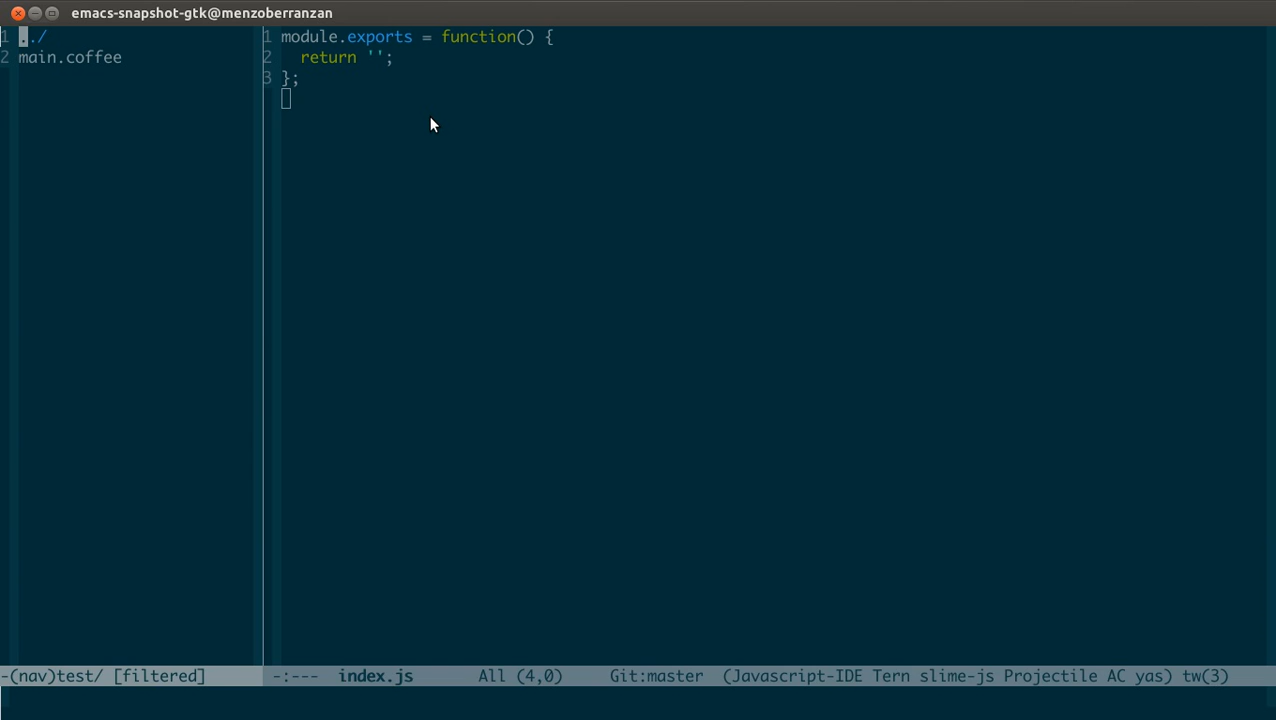 emacs-snapshot-gtk@menzoberranzan
1 ../
2 main.coffee
1 module.exports = function() {
2   return '';
3 };
-(nav)test/ [filtered]
-:--- index.js All (4,0) Git:master (Javascript-IDE Tern slime-js Projectile AC yas) tw(3)